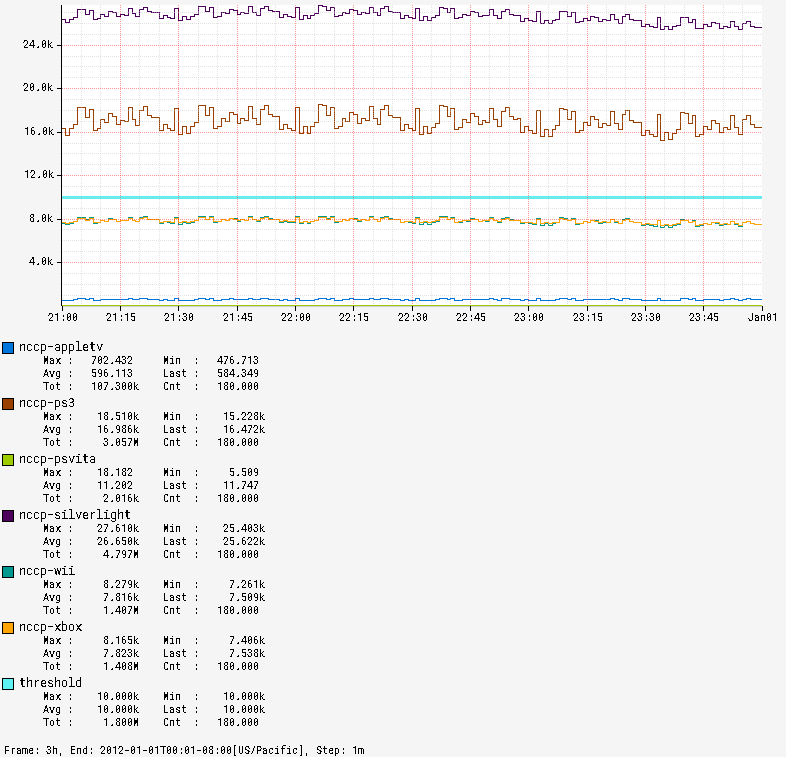 24.0k
20.0k
16.0k
12.0k
8.0k
4.0k
21:00 21:15 21:30 21:45 22:00 22:15 22:30 22:45 23:00 23:15 23:30 23:45 Jan01
nccp-appletv
Max : 702.432 Min : 476.713
Avg : 596.113 Last : 584.349
Tot : 107.300k Cnt : 180.000
nccp-ps3
Max : 18.510k Min : 15.228k
Avg : 16.986k Last : 16.472k
Tot : 3.057M Cnt : 180.000
nccp-psvita
Max : 18.182 Min : 5.509
Avg : 11.202 Last : 11.747
Tot : 2.016k Cnt : 180.000
nccp-silverlight
Max : 27.610k Min : 25.403k
Avg : 26.650k Last : 25.622k
Tot : 4.797M Cnt : 180.000
nccp-wii
Max : 8.279k Min : 7.261k
Avg : 7.816k Last : 7.509k
Tot : 1.407M Cnt : 180.000
nccp-xbox
Max : 8.165k Min : 7.406k
Avg : 7.823k Last : 7.538k
Tot : 1.408M Cnt : 180.000
threshold
Max : 10.000k Min : 10.000k
Avg : 10.000k Last : 10.000k
Tot : 1.800M Cnt : 180.000
Frame: 3h, End: 2012-01-01T00:01-08:00[US/Pacific], Step: 1m